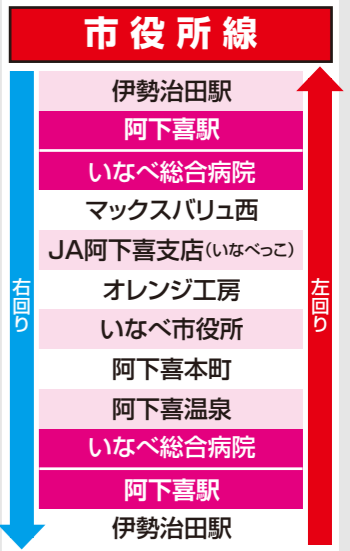 市役所線
伊勢治田駅
阿下喜駅
いなべ総合病院
マックスバリュ西
JA阿下喜支店(いなべっこ)
オレンジ工房
いなべ市役所
阿下喜本町
阿下喜温泉
いなべ総合病院
阿下喜駅
伊勢治田駅
右回り
左回り